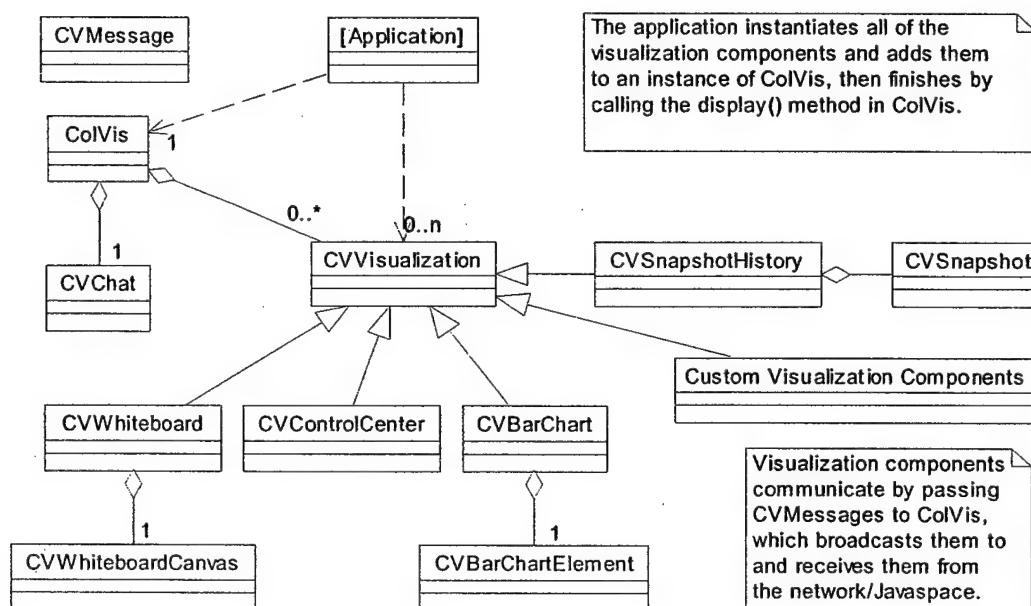 CVMessage
[Application]
The application instantiates all of the
visualization components and adds them
to an instance of ColVis, then finishes by
calling the display() method in ColVis.
ColVis
1
0..*
0..n
1
CVChat
CVVisualization
CVSnapshotHistory
CVSnapshot
Custom Visualization Components
CVWhiteboard
CVControlCenter
CVBarChart
Visualization components
communicate by passing
CVMessages to ColVis,
which broadcasts them to
and receives them from
the network/Javaspace.
1
1
CVWhiteboardCanvas
CVBarChartElement